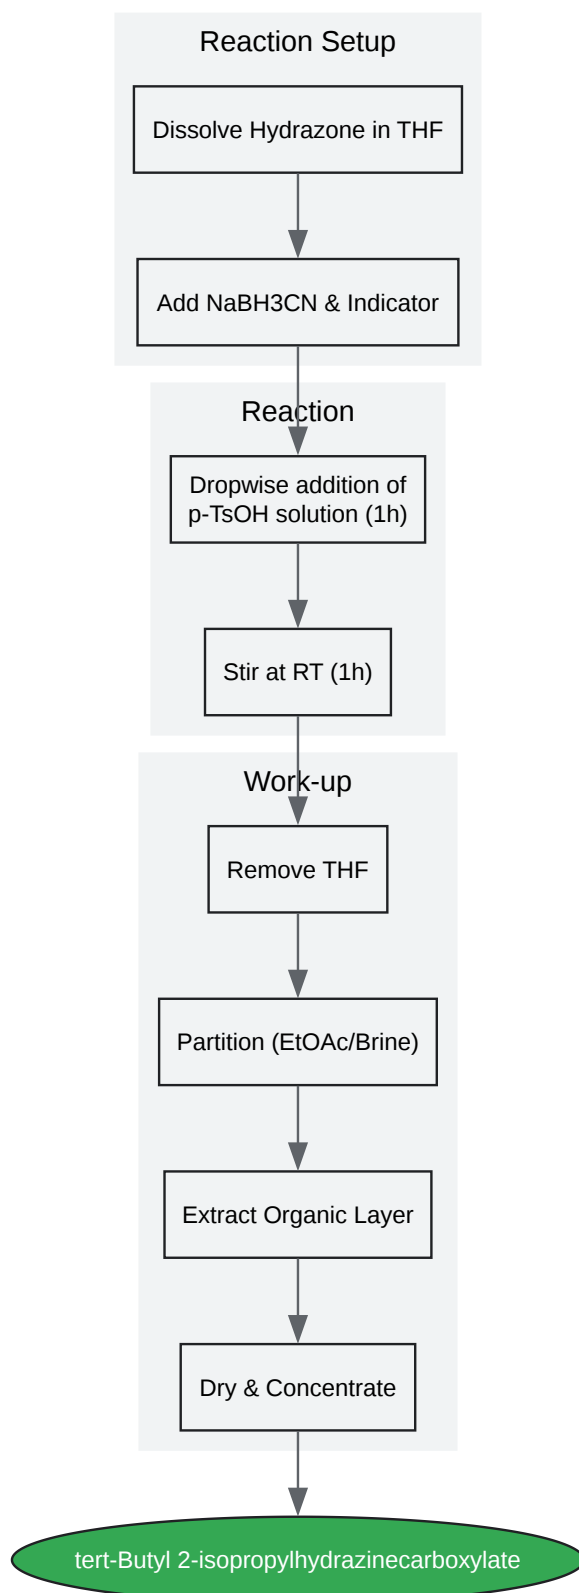 Reaction Setup
Dissolve Hydrazone in THF
Add NaBH3CN & Indicator
Reaction
Dropwise addition of
p-TsOH solution (1h)
Stir at RT (1h)
Work-up
Remove THF
Partition (EtOAc/Brine)
Extract Organic Layer
Dry & Concentrate
tert-Butyl 2-isopropylhydrazinecarboxylate